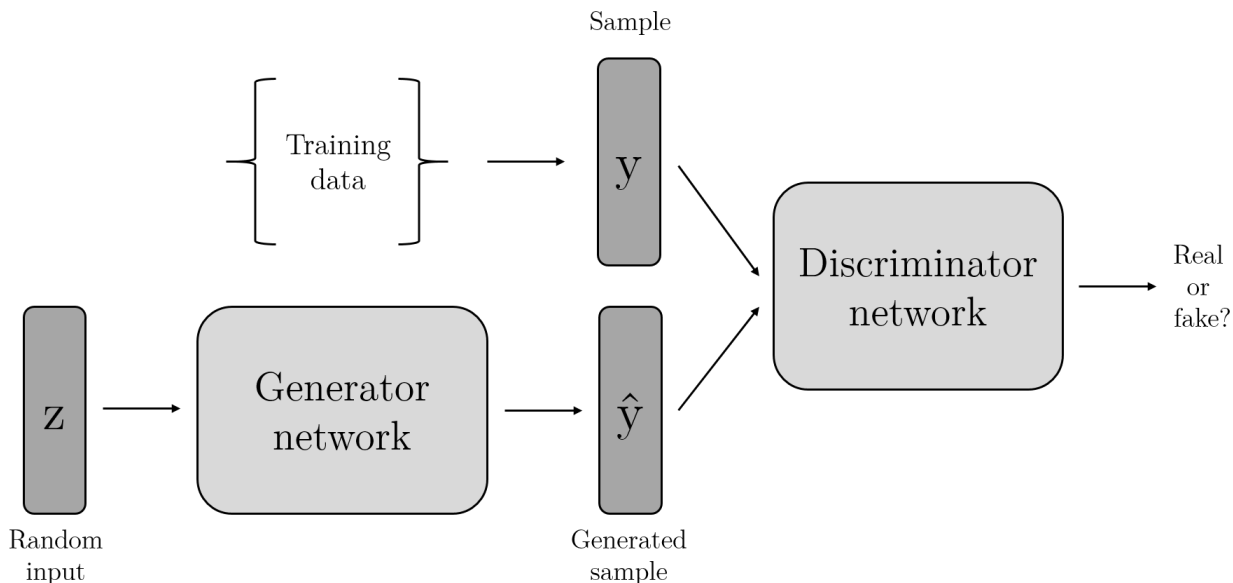 Sample
Training
data
y
Discriminator
network
Real
or
fake?
z
Generator
network
ŷ
Random
input
Generated
sample